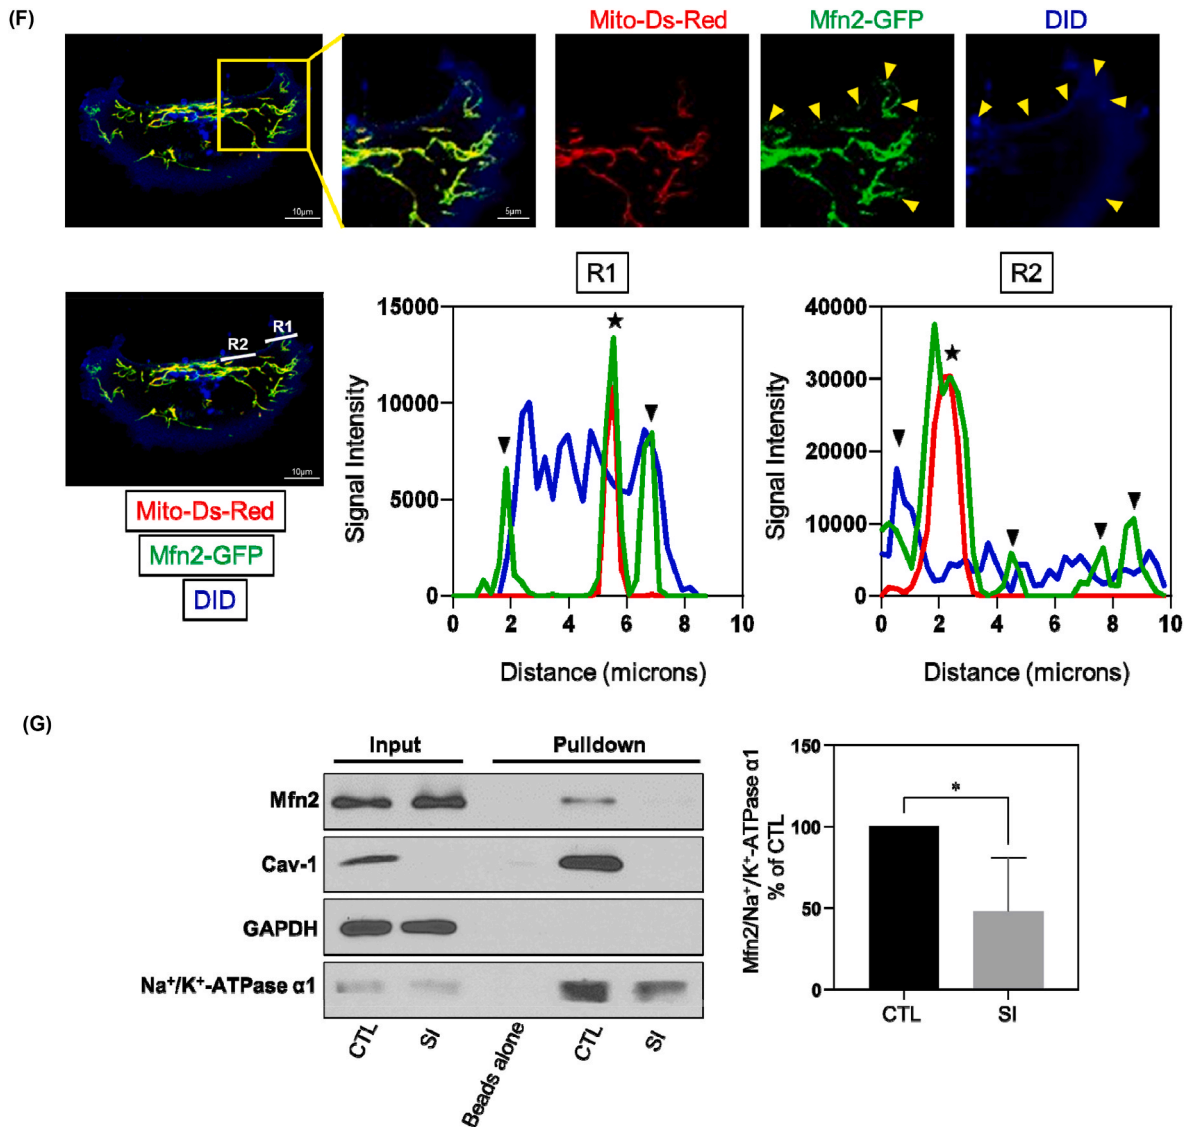 (F)
Mito-Ds-Red
Mfn2-GFP
DID
10µm
5µm
R1
R2
R2
R1
10µm
Mito-Ds-Red
Mfn2-GFP
DID
15000
10000
5000
0
Signal Intensity
0 2 4 6 8 10
Distance (microns)
40000
30000
20000
10000
0
Signal Intensity
0 2 4 6 8 10
Distance (microns)
(G)
Input
Pulldown
Mfn2
Cav-1
GAPDH
Na⁺/K⁺-ATPase α1
CTL
SI
Beads alone
CTL
SI
Mfn2/Na⁺/K⁺-ATPase α1
% of CTL
150
100
50
0
*
CTL
SI